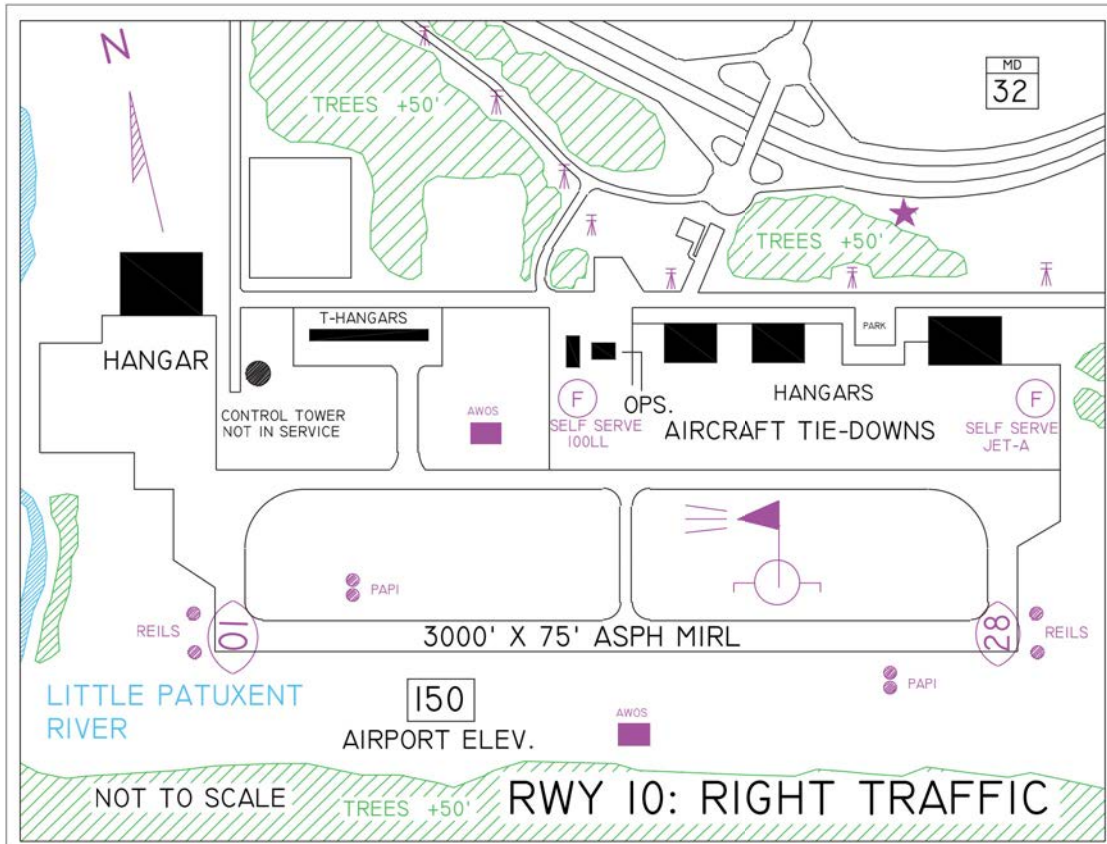 N
MD
32
TREES +50'
TREES +50'
T-HANGARS
PARK
HANGAR
HANGARS
F
OPS.
F
CONTROL TOWER
NOT IN SERVICE
AWOS
SELF SERVE
100LL
AIRCRAFT TIE-DOWNS
SELF SERVE
JET-A
PAPI
REILS
10
3000' X 75' ASPH MIRL
28
REILS
PAPI
LITTLE PATUXENT
RIVER
150
AIRPORT ELEV.
AWOS
NOT TO SCALE
TREES +50'
RWY 10: RIGHT TRAFFIC